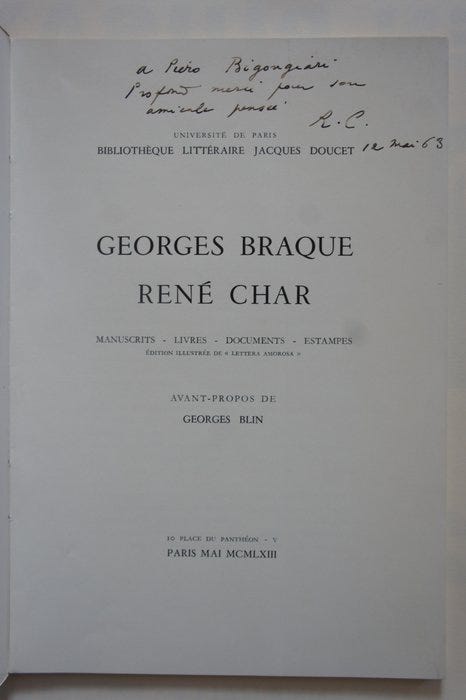 a Piero Bigongiari
Profond merci pour son
amicale pensée
R. C.
12 mai 63
UNIVERSITÉ DE PARIS
BIBLIOTHÈQUE LITTÉRAIRE JACQUES DOUCET
GEORGES BRAQUE
RENÉ CHAR
MANUSCRITS - LIVRES - DOCUMENTS - ESTAMPES
ÉDITION ILLUSTRÉE DE « LETTERA AMOROSA »
AVANT-PROPOS DE
GEORGES BLIN
10 PLACE DU PANTHÉON - V
PARIS MAI MCMLXIII